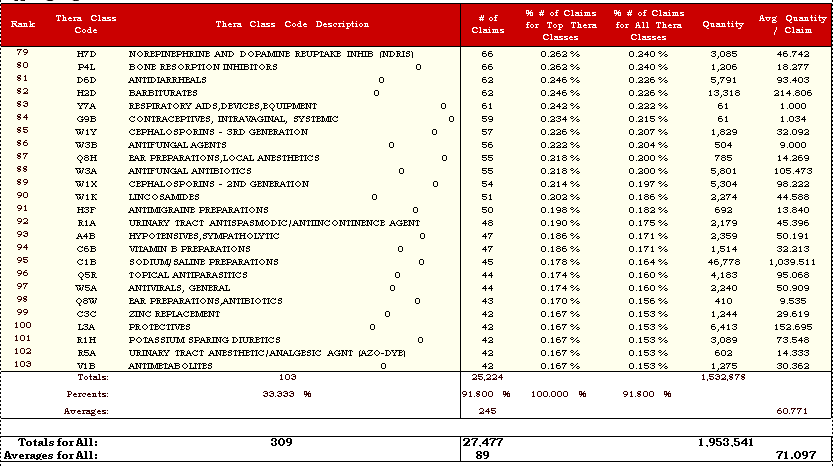 Rank Thera Class Code Thera Class Code Description # of Claims % # of Claims for Top Thera Classes % # of Claims for All Thera Classes Quantity Avg Quantity / Claim
79 H7D NOREPINEPHRINE AND DOPAMINE REUPTAKE INHIB (NDRIS) 66 0.262 % 0.240 % 3,085 46.742
80 P4L BONE RESORPTION INHIBITORS 0 66 0.262 % 0.240 % 1,206 18.277
81 D6D ANTIDIARRHEALS 0 62 0.246 % 0.226 % 5,791 93.403
82 H2D BARBITURATES 0 62 0.246 % 0.226 % 13,318 214.806
83 Y7A RESPIRATORY AIDS,DEVICES,EQUIPMENT 0 61 0.242 % 0.222 % 61 1.000
84 G9B CONTRACEPTIVES, INTRAVAGINAL, SYSTEMIC 0 59 0.234 % 0.215 % 61 1.034
85 W1Y CEPHALOSPORINS - 3RD GENERATION 0 57 0.226 % 0.207 % 1,829 32.092
86 W3B ANTIFUNGAL AGENTS 0 56 0.222 % 0.204 % 504 9.000
87 Q8H EAR PREPARATIONS,LOCAL ANESTHETICS 0 55 0.218 % 0.200 % 785 14.269
88 W3A ANTIFUNGAL ANTIBIOTICS 0 55 0.218 % 0.200 % 5,801 105.473
89 W1X CEPHALOSPORINS - 2ND GENERATION 0 54 0.214 % 0.197 % 5,304 98.222
90 W1K LINCOSAMIDES 0 51 0.202 % 0.186 % 2,274 44.588
91 H3F ANTIMIGRAINE PREPARATIONS 0 50 0.198 % 0.182 % 692 13.840
92 R1A URINARY TRACT ANTISPASMODIC/ANTIINCONTINENCE AGENT 48 0.190 % 0.175 % 2,179 45.396
93 A4B HYPOTENSIVES,SYMPATHOLYTIC 0 47 0.186 % 0.171 % 2,359 50.191
94 C6B VITAMIN B PREPARATIONS 0 47 0.186 % 0.171 % 1,514 32.213
95 C1B SODIUM/SALINE PREPARATIONS 0 45 0.178 % 0.164 % 46,778 1,039.511
96 Q5R TOPICAL ANTIPARASITICS 0 44 0.174 % 0.160 % 4,183 95.068
97 W5A ANTIVIRALS, GENERAL 0 44 0.174 % 0.160 % 2,240 50.909
98 Q8W EAR PREPARATIONS,ANTIBIOTICS 0 43 0.170 % 0.156 % 410 9.535
99 C3C ZINC REPLACEMENT 0 42 0.167 % 0.153 % 1,244 29.619
100 L3A PROTECTIVES 0 42 0.167 % 0.153 % 6,413 152.695
101 R1H POTASSIUM SPARING DIURETICS 0 42 0.167 % 0.153 % 3,089 73.548
102 R5A URINARY TRACT ANESTHETIC/ANALGESIC AGNT (AZO-DYE) 42 0.167 % 0.153 % 602 14.333
103 V1B ANTIMETABOLITES 0 42 0.167 % 0.153 % 1,275 30.362
Totals: 103 25,224 1,532,878
Percents: 33.333 % 91.800 % 100.000 % 91.800 %
Averages: 245 60.771
Totals for All: 309 27,477 1,953,541
Averages for All: 89 71.097